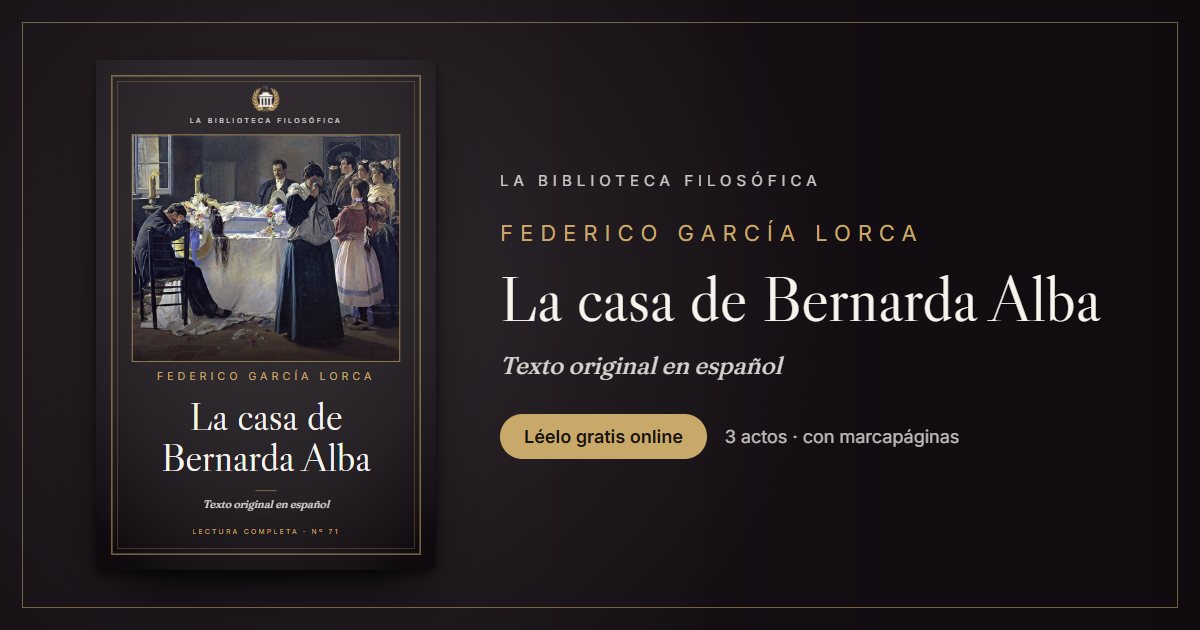 LA BIBLIOTECA FILOSÓFICA
FEDERICO GARCÍA LORCA
La casa de
Bernarda Alba
Texto original en español
LECTURA COMPLETA · Nº 71
LA BIBLIOTECA FILOSÓFICA
FEDERICO GARCÍA LORCA
La casa de Bernarda Alba
Texto original en español
Léelo gratis online
3 actos · con marcapáginas